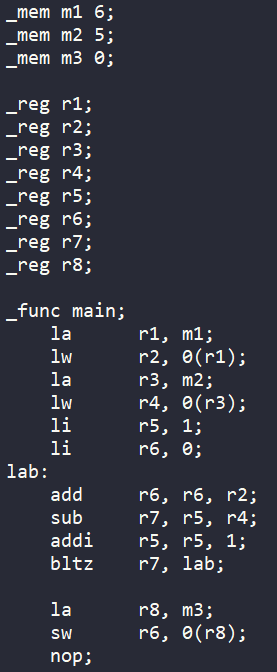 _mem m1 6;
_mem m2 5;
_mem m3 0;
_reg r1;
_reg r2;
_reg r3;
_reg r4;
_reg r5;
_reg r6;
_reg r7;
_reg r8;
_func main;
    la      r1, m1;
    lw      r2, 0(r1);
    la      r3, m2;
    lw      r4, 0(r3);
    li      r5, 1;
    li      r6, 0;
lab:
    add     r6, r6, r2;
    sub     r7, r5, r4;
    addi    r5, r5, 1;
    bltz    r7, lab;
    la      r8, m3;
    sw      r6, 0(r8);
    nop;